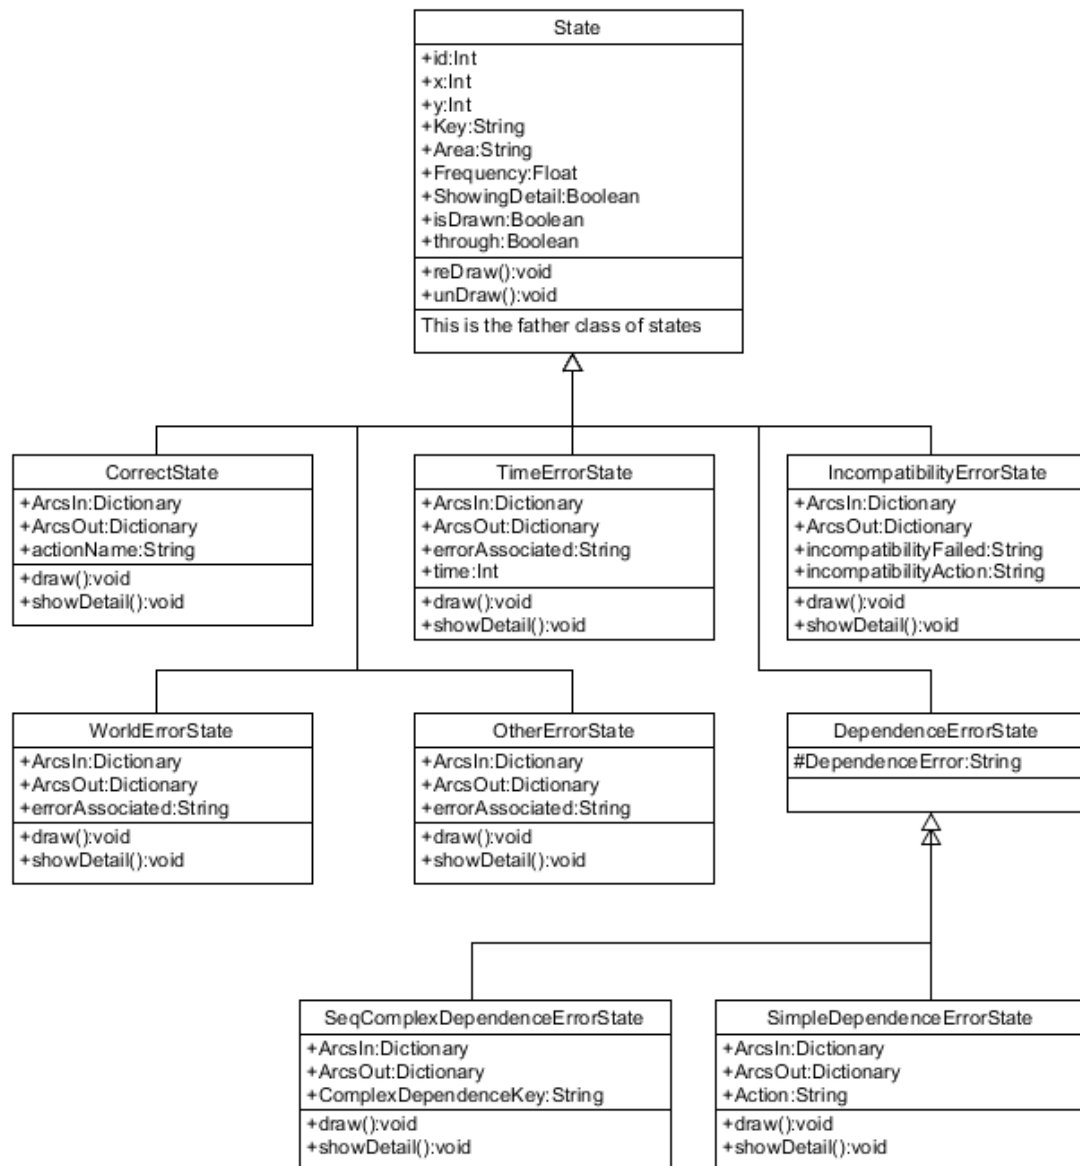 State
+id:Int
+x:Int
+y:Int
+Key:String
+Area:String
+Frequency:Float
+ShowingDetail:Boolean
+isDrawn:Boolean
+through:Boolean
+reDraw():void
+unDraw():void
This is the father class of states
CorrectState
+ArcsIn:Dictionary
+ArcsOut:Dictionary
+actionName:String
+draw():void
+showDetail():void
TimeErrorState
+ArcsIn:Dictionary
+ArcsOut:Dictionary
+errorAssociated:String
+time:Int
+draw():void
+showDetail():void
IncompatibilityErrorState
+ArcsIn:Dictionary
+ArcsOut:Dictionary
+incompatibilityFailed:String
+incompatibilityAction:String
+draw():void
+showDetail():void
WorldErrorState
+ArcsIn:Dictionary
+ArcsOut:Dictionary
+errorAssociated:String
+draw():void
+showDetail():void
OtherErrorState
+ArcsIn:Dictionary
+ArcsOut:Dictionary
+errorAssociated:String
+draw():void
+showDetail():void
DependenceErrorState
#DependenceError:String
SeqComplexDependenceErrorState
+ArcsIn:Dictionary
+ArcsOut:Dictionary
+ComplexDependenceKey:String
+draw():void
+showDetail():void
SimpleDependenceErrorState
+ArcsIn:Dictionary
+ArcsOut:Dictionary
+Action:String
+draw():void
+showDetail():void